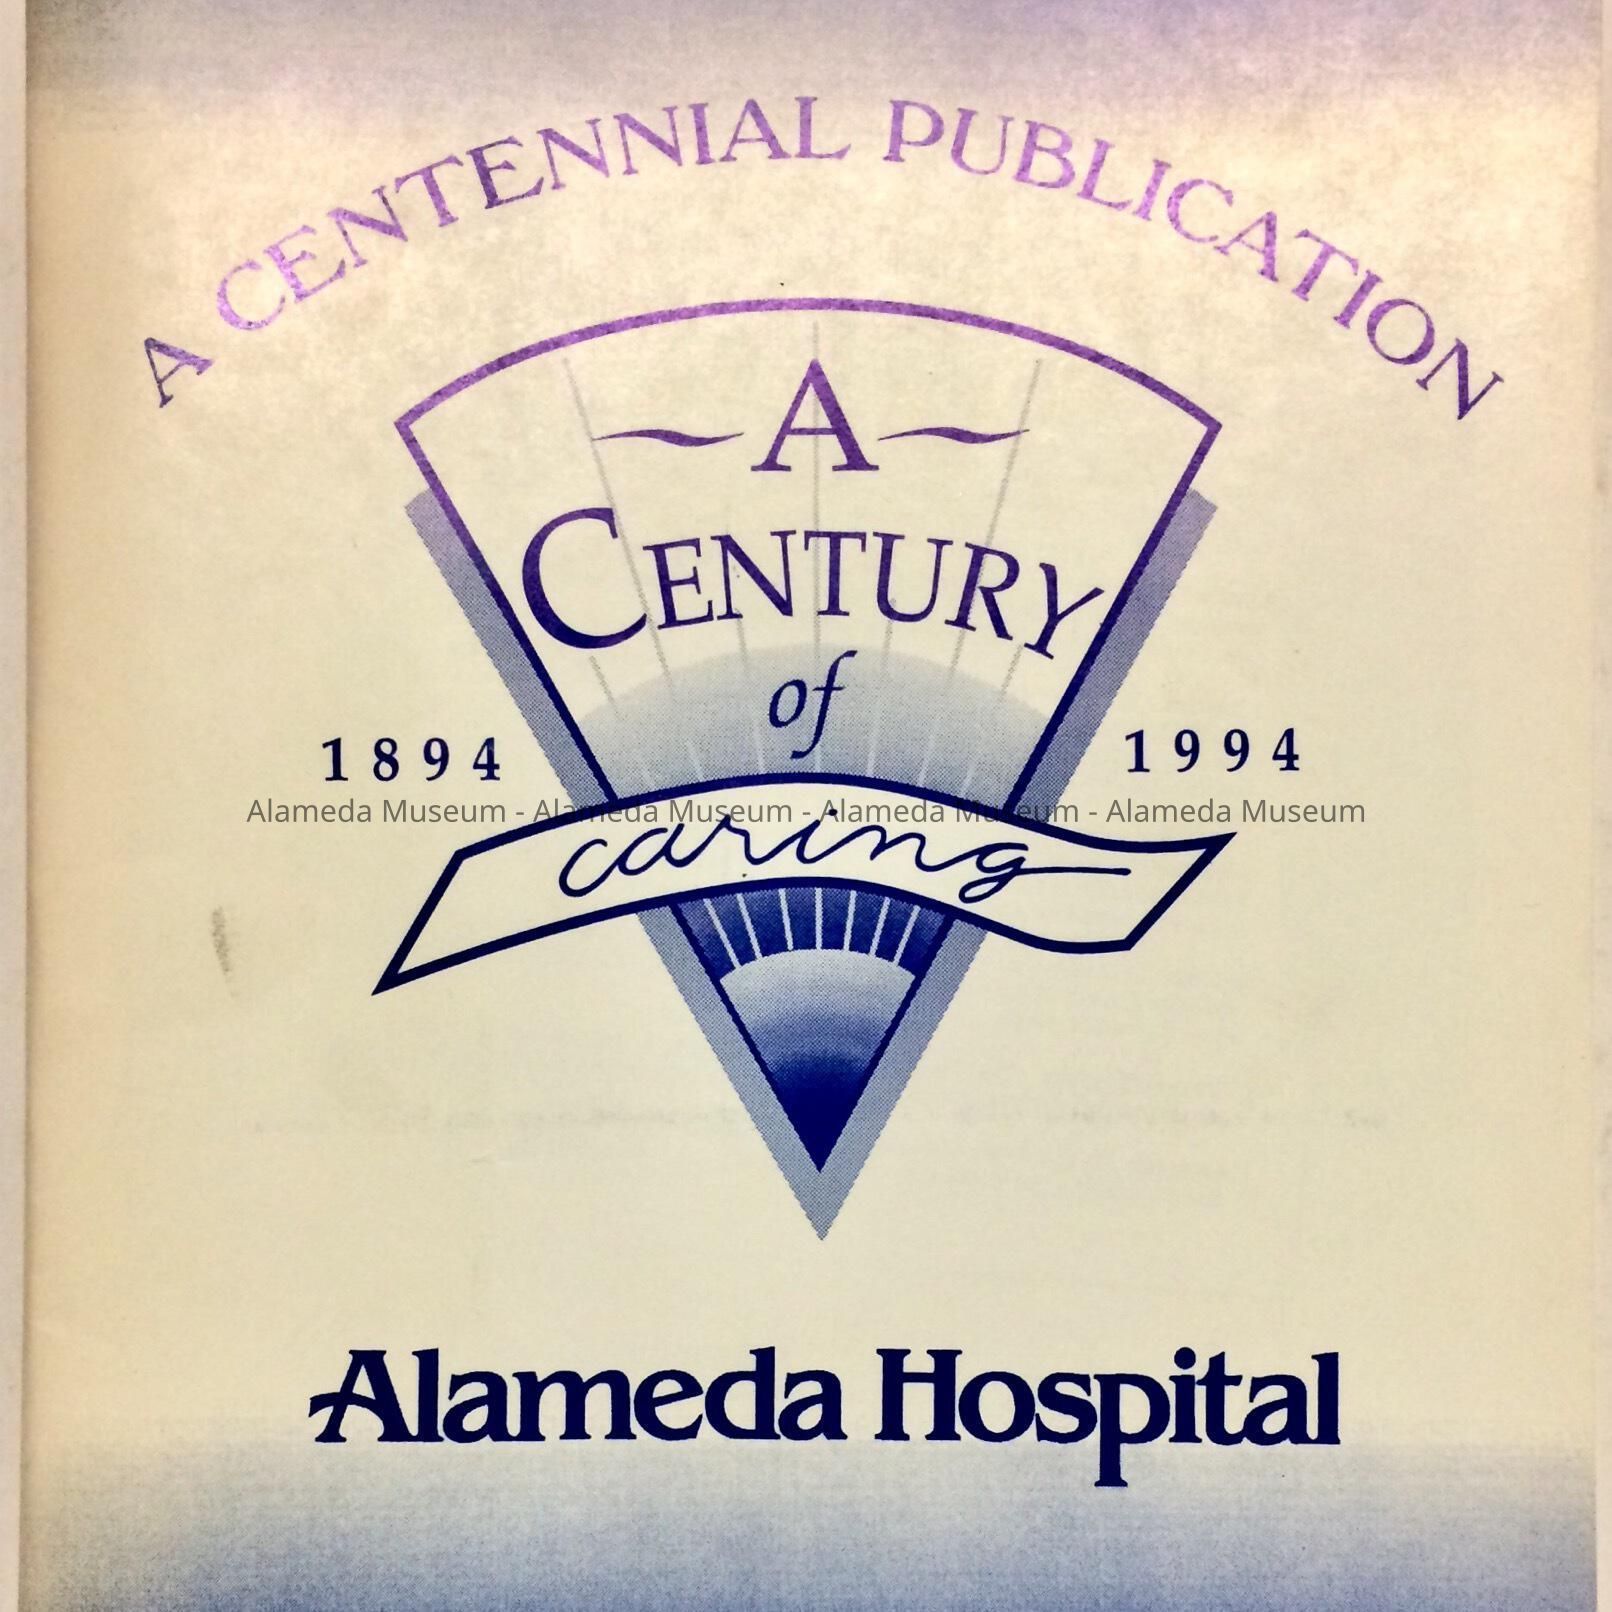 A CENTENNIAL PUBLICATION
A
CENTURY
of
1894 1994
Alameda Museum - Alameda Museum - Alameda Museum - Alameda Museum
caring
Alameda Hospital